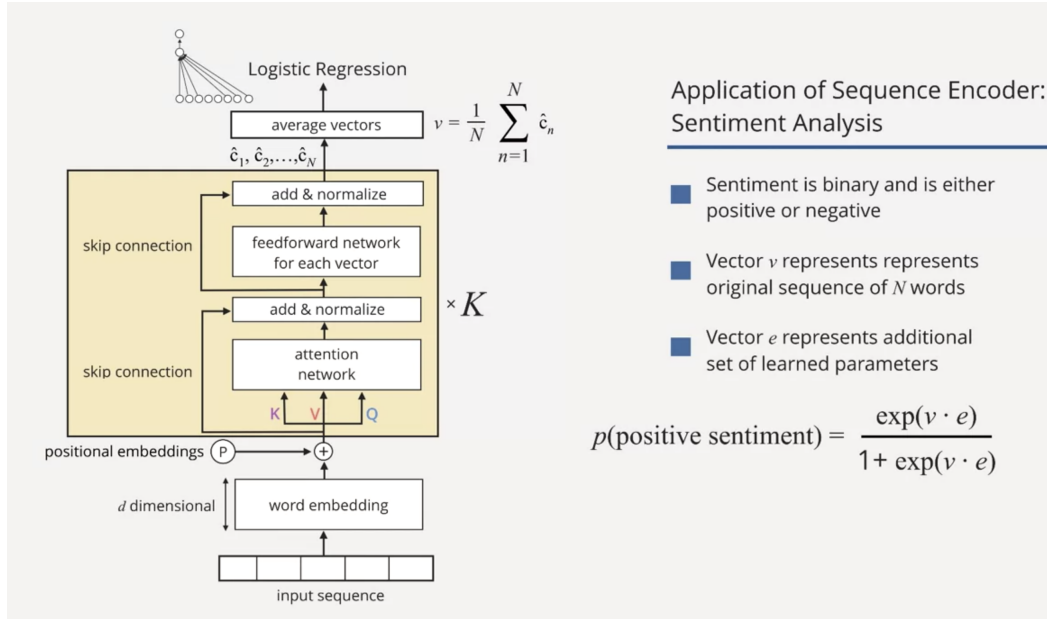 Logistic Regression
average vectors
v = 1/N ∑_{n=1}^{N} ĉ_n
ĉ₁, ĉ₂,...,ĉ_N
add & normalize
skip connection
feedforward network
for each vector
add & normalize
× K
skip connection
attention
network
K V Q
positional embeddings P +
d dimensional
word embedding
input sequence
Application of Sequence Encoder:
Sentiment Analysis
Sentiment is binary and is either
positive or negative
Vector v represents represents
original sequence of N words
Vector e represents additional
set of learned parameters
p(positive sentiment) = exp(v · e) / 1+ exp(v · e)